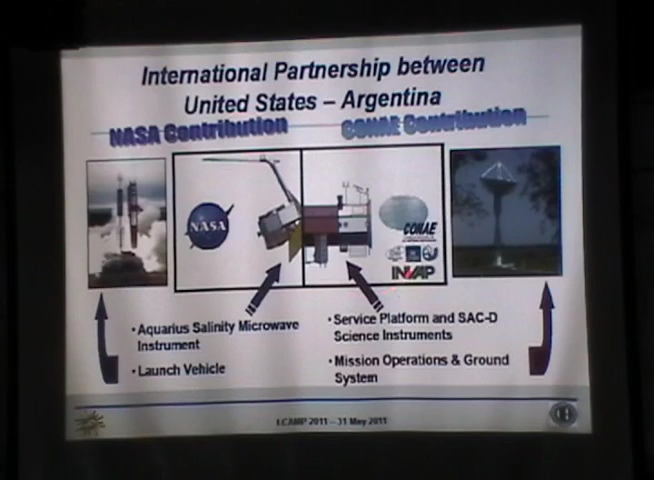 International Partnership between
United States – Argentina
NASA Contribution
CONAE Contribution
NASA
CONAE
INVAP
• Aquarius Salinity Microwave
Instrument
• Launch Vehicle
• Service Platform and SAC-D
Science Instruments
• Mission Operations & Ground
System
2011 – 31 May 2011